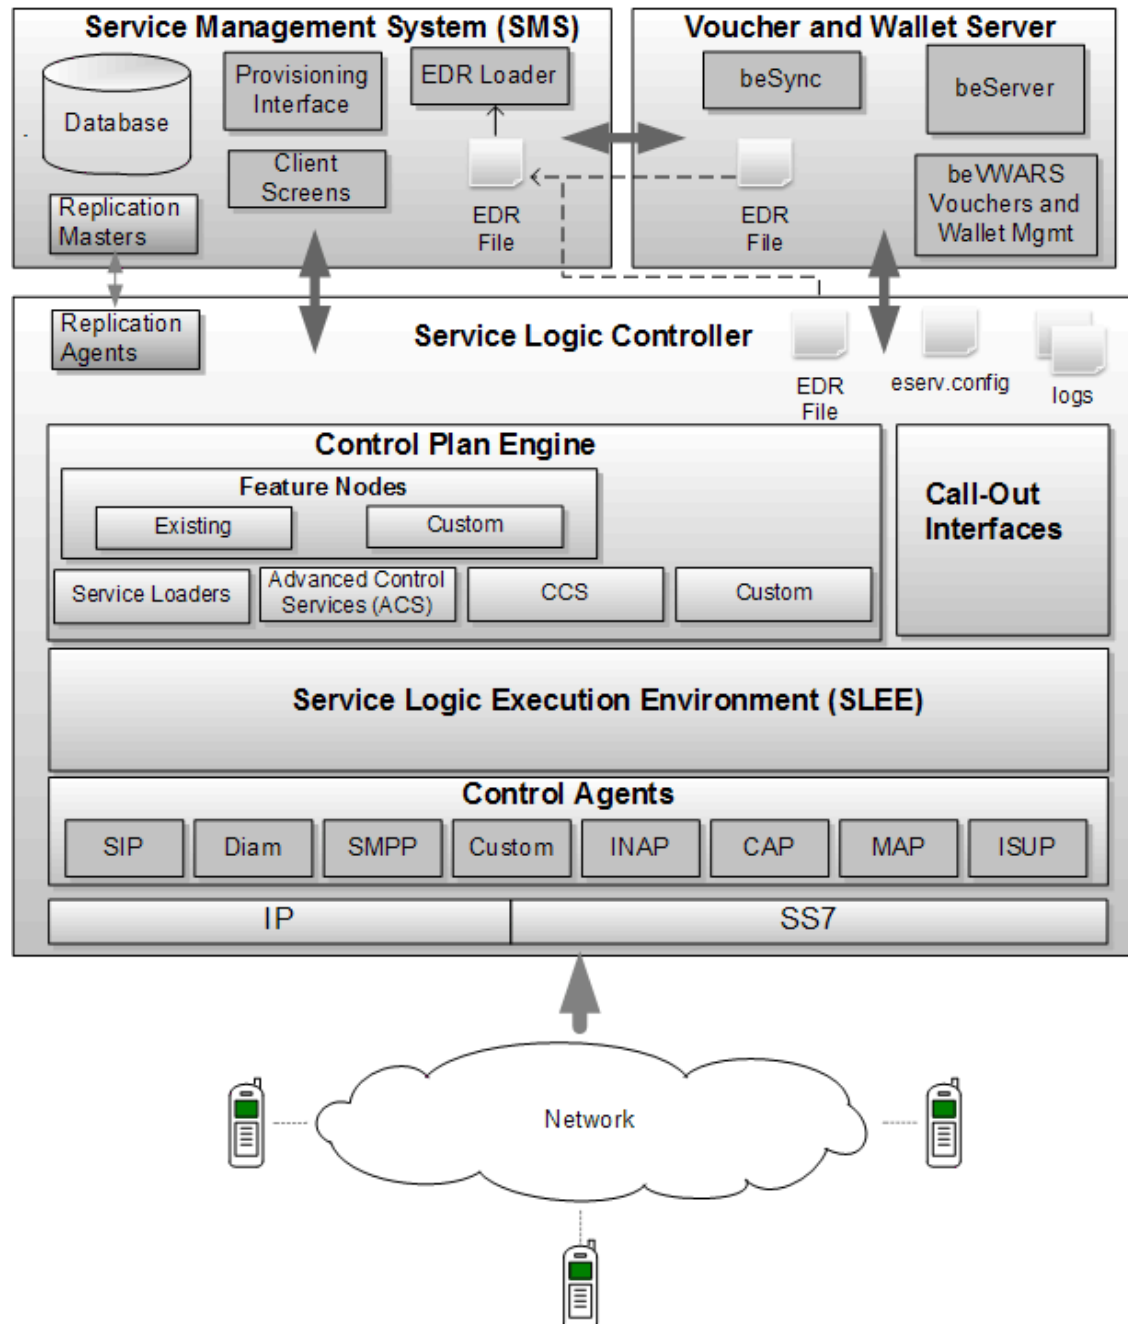 Service Management System (SMS)
Database
Provisioning
Interface
EDR Loader
Client
Screens
EDR
File
Replication
Masters
Voucher and Wallet Server
beSync
beServer
EDR
File
beVWARS
Vouchers and
Wallet Mgmt
Replication
Agents
Service Logic Controller
EDR
File
eserv.config
logs
Control Plan Engine
Feature Nodes
Existing
Custom
Service Loaders
Advanced Control
Services (ACS)
CCS
Custom
Call-Out
Interfaces
Service Logic Execution Environment (SLEE)
Control Agents
SIP
Diam
SMPP
Custom
INAP
CAP
MAP
ISUP
IP
SS7
Network